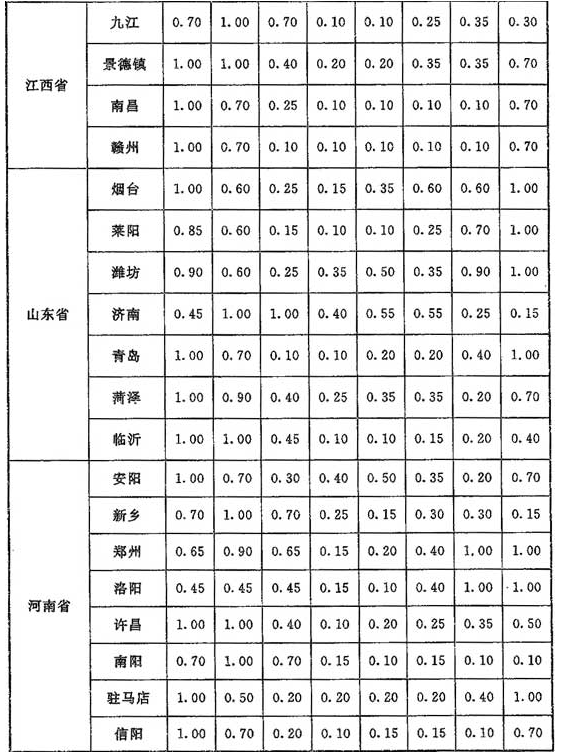 江西省
九江 0.70 1.00 0.70 0.10 0.10 0.25 0.35 0.30
景德镇 1.00 1.00 0.40 0.20 0.20 0.35 0.35 0.70
南昌 1.00 0.70 0.25 0.10 0.10 0.10 0.10 0.70
赣州 1.00 0.70 0.10 0.10 0.10 0.10 0.10 0.70
山东省
烟台 1.00 0.60 0.25 0.15 0.35 0.60 0.60 1.00
莱阳 0.85 0.60 0.15 0.10 0.10 0.25 0.70 1.00
潍坊 0.90 0.60 0.25 0.35 0.50 0.35 0.90 1.00
济南 0.45 1.00 1.00 0.40 0.55 0.55 0.25 0.15
青岛 1.00 0.70 0.10 0.10 0.20 0.20 0.40 1.00
菏泽 1.00 0.90 0.40 0.25 0.35 0.35 0.20 0.70
临沂 1.00 1.00 0.45 0.10 0.10 0.15 0.20 0.40
河南省
安阳 1.00 0.70 0.30 0.40 0.50 0.35 0.20 0.70
新乡 0.70 1.00 0.70 0.25 0.15 0.30 0.30 0.15
郑州 0.65 0.90 0.65 0.15 0.20 0.40 1.00 1.00
洛阳 0.45 0.45 0.45 0.15 0.10 0.40 1.00 1.00
许昌 1.00 1.00 0.40 0.10 0.20 0.25 0.35 0.50
南阳 0.70 1.00 0.70 0.15 0.10 0.15 0.10 0.10
驻马店 1.00 0.50 0.20 0.20 0.20 0.20 0.40 1.00
信阳 1.00 0.70 0.20 0.10 0.15 0.15 0.10 0.70